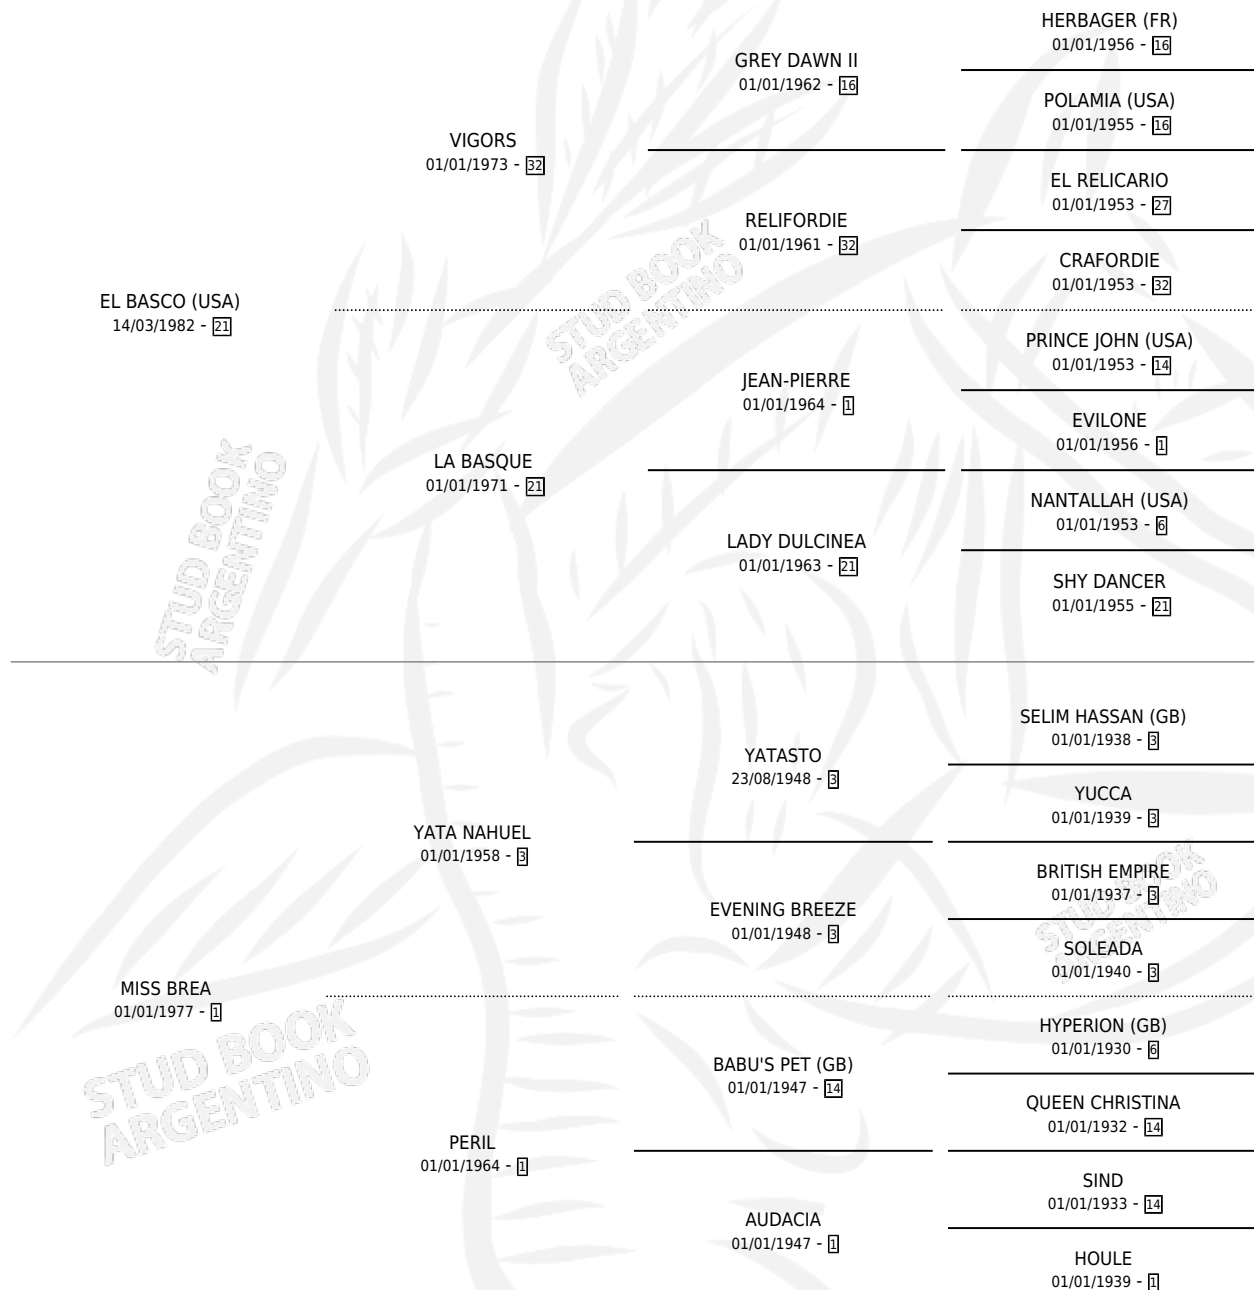 HERBAGER (FR)
01/01/1956 - 16
GREY DAWN II
01/01/1962 - 16
POLAMIA (USA)
01/01/1955 - 16
VIGORS
01/01/1973 - 32
EL RELICARIO
01/01/1953 - 27
RELIFORDIE
01/01/1961 - 32
CRAFORDIE
01/01/1953 - 32
EL BASCO (USA)
14/03/1982 - 21
STUD BOOK
ARGENTINO
PRINCE JOHN (USA)
01/01/1953 - 14
JEAN-PIERRE
01/01/1964 - 1
EVILONE
01/01/1956 - 1
LA BASQUE
01/01/1971 - 21
NANTALLAH (USA)
01/01/1953 - 6
LADY DULCINEA
01/01/1963 - 21
SHY DANCER
01/01/1955 - 21
STUD BOOK
ARGENTINO
SELIM HASSAN (GB)
01/01/1938 - 3
YATASTO
23/08/1948 - 3
YUCCA
01/01/1939 - 3
YATA NAHUEL
01/01/1958 - 3
BRITISH EMPIRE
01/01/1937 - 3
EVENING BREEZE
01/01/1948 - 3
STUD BOOK
ARGENTINO
SOLEADA
01/01/1940 - 3
MISS BREA
01/01/1977 - 1
HYPERION (GB)
01/01/1930 - 6
BABU'S PET (GB)
01/01/1947 - 14
STUD BOOK
ARGENTINO
QUEEN CHRISTINA
01/01/1932 - 14
PERIL
01/01/1964 - 1
SIND
01/01/1933 - 14
AUDACIA
01/01/1947 - 1
HOULE
01/01/1939 - 1